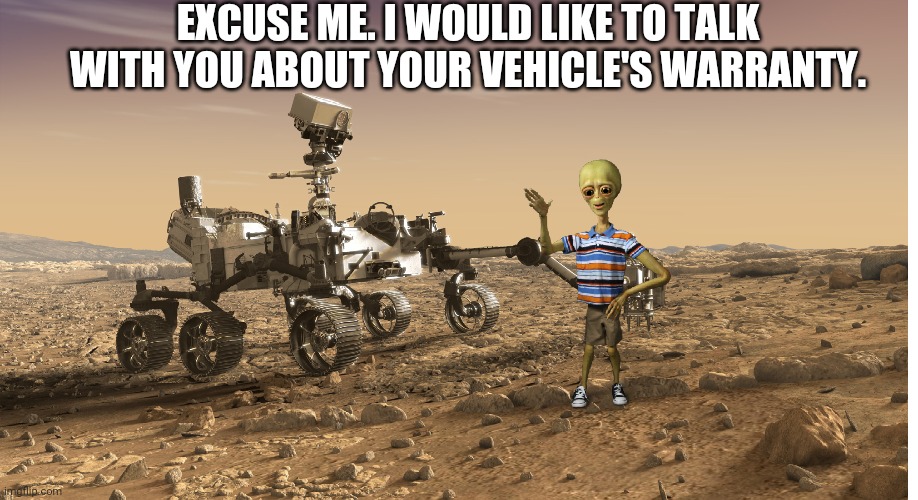 EXCUSE ME. I WOULD LIKE TO TALK
WITH YOU ABOUT YOUR VEHICLE'S WARRANTY.
imgflip.com